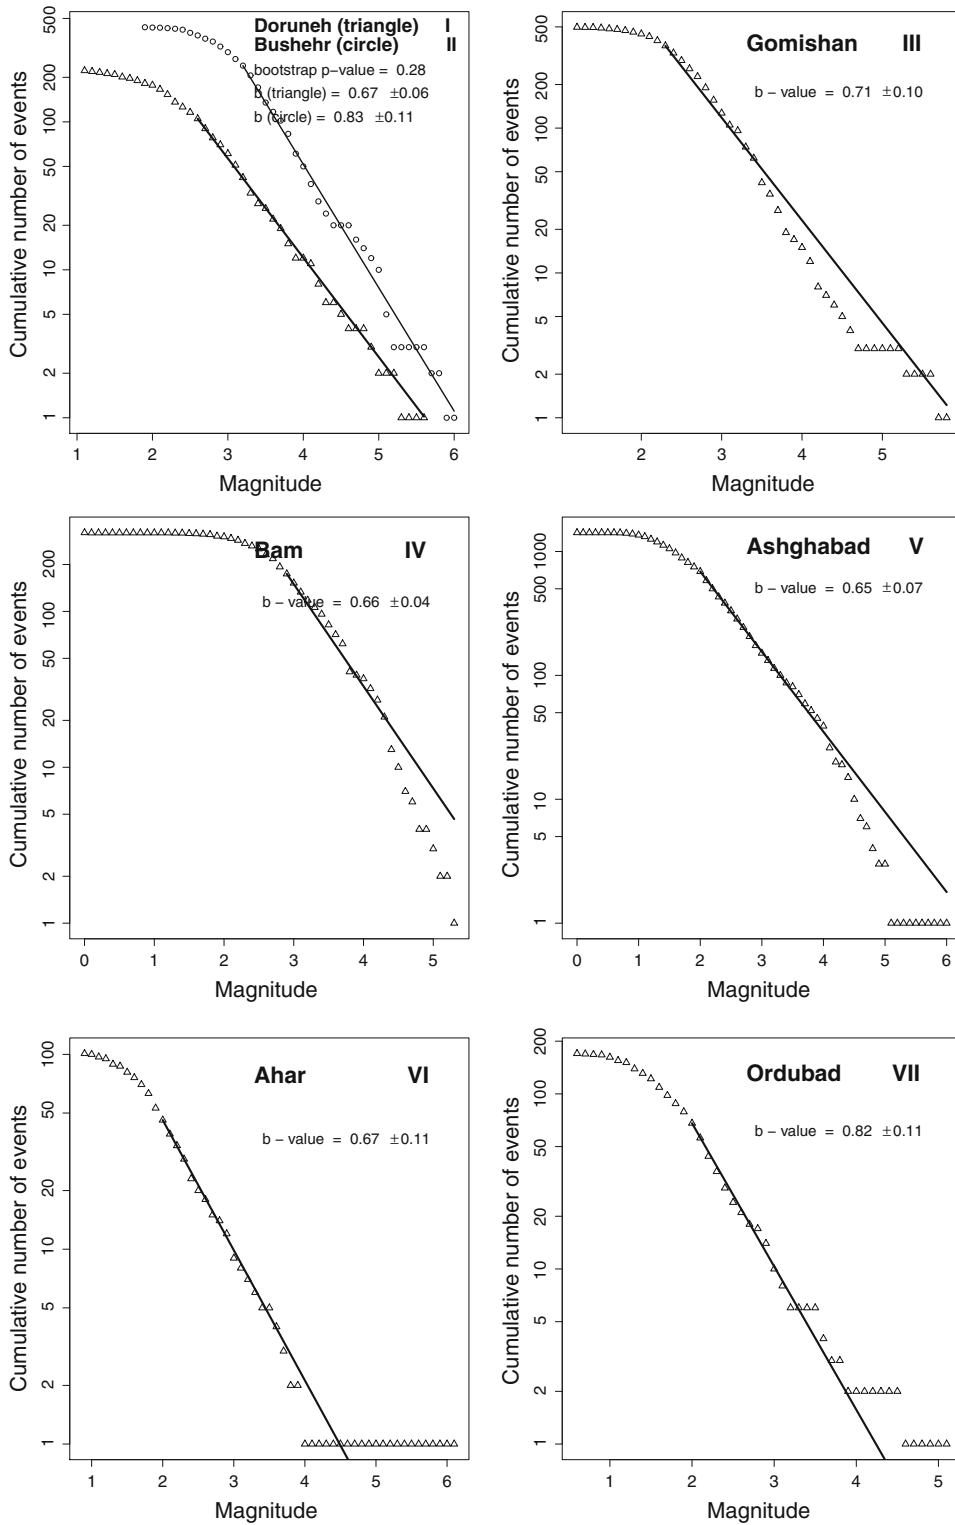 Doruneh (triangle) I
Bushehr (circle) II
bootstrap p-value = 0.28
b (triangle) = 0.67 ±0.06
b (circle) = 0.83 ±0.11
500
200
100
50
20
10
5
2
1
Cumulative number of events
1 2 3 4 5 6
Magnitude
Gomishan III
b - value = 0.71 ±0.10
500
200
100
50
20
10
5
2
1
Cumulative number of events
2 3 4 5
Magnitude
Bam IV
b - value = 0.66 ±0.04
200
100
50
20
10
5
2
1
Cumulative number of events
0 1 2 3 4 5
Magnitude
Ashghabad V
b - value = 0.65 ±0.07
1000
500
100
50
10
5
1
Cumulative number of events
0 1 2 3 4 5 6
Magnitude
Ahar VI
b - value = 0.67 ±0.11
100
50
20
10
5
2
1
Cumulative number of events
1 2 3 4 5 6
Magnitude
Ordubad VII
b - value = 0.82 ±0.11
200
100
50
20
10
5
2
1
Cumulative number of events
1 2 3 4 5
Magnitude